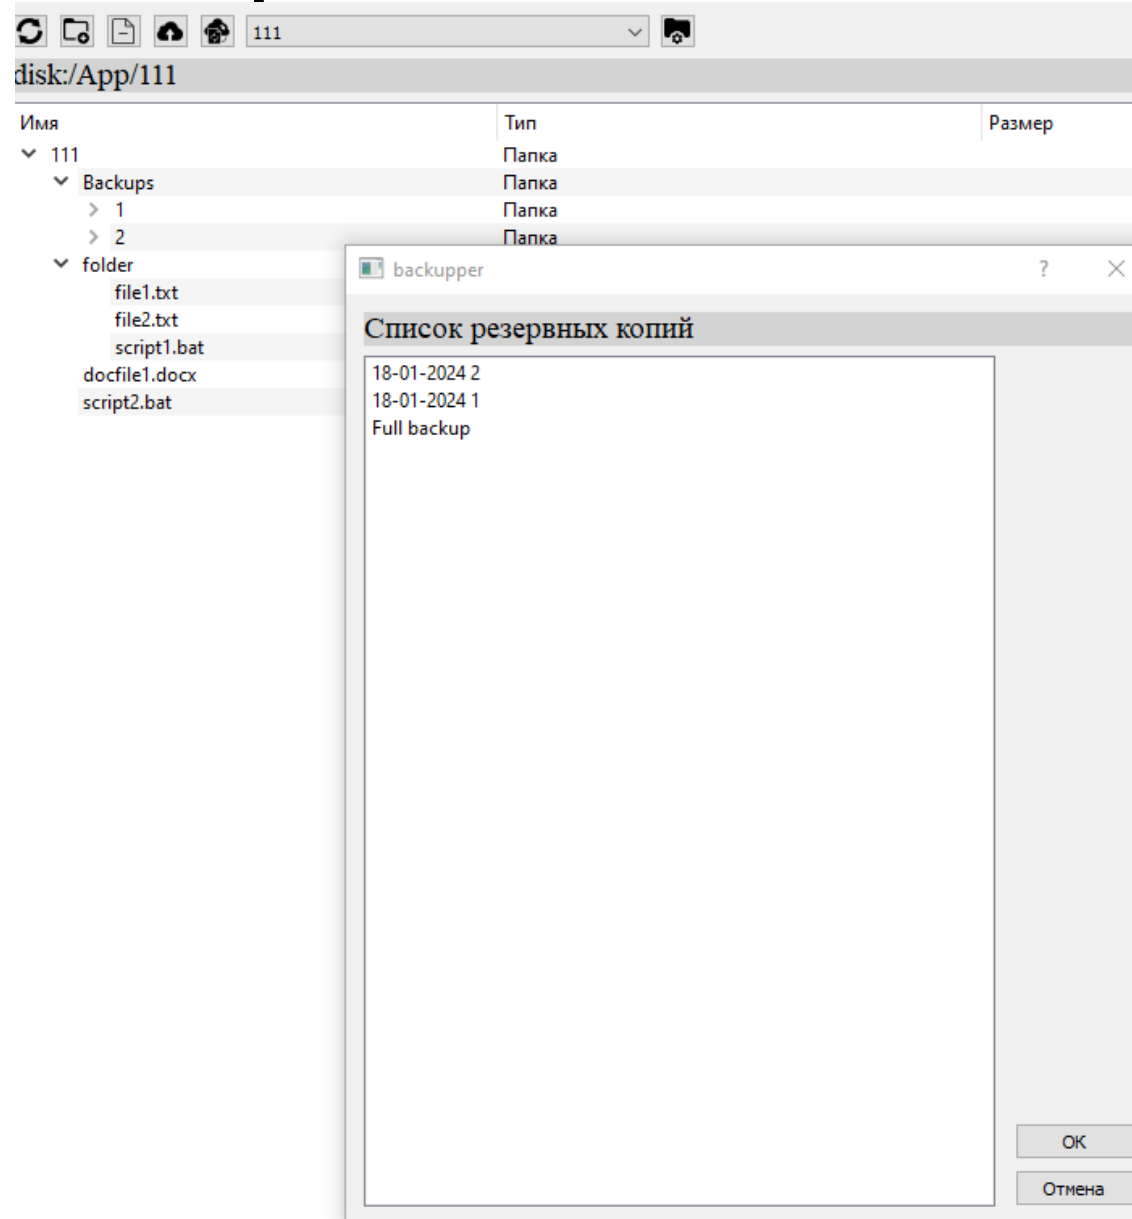 111
disk:/App/111
Имя Тип Размер
111 Папка
Backups Папка
1 Папка
2 Папка
folder
file1.txt
file2.txt
script1.bat
docfile1.docx
script2.bat
backupper ?
Список резервных копий
18-01-2024 2
18-01-2024 1
Full backup
ОК
Отмена